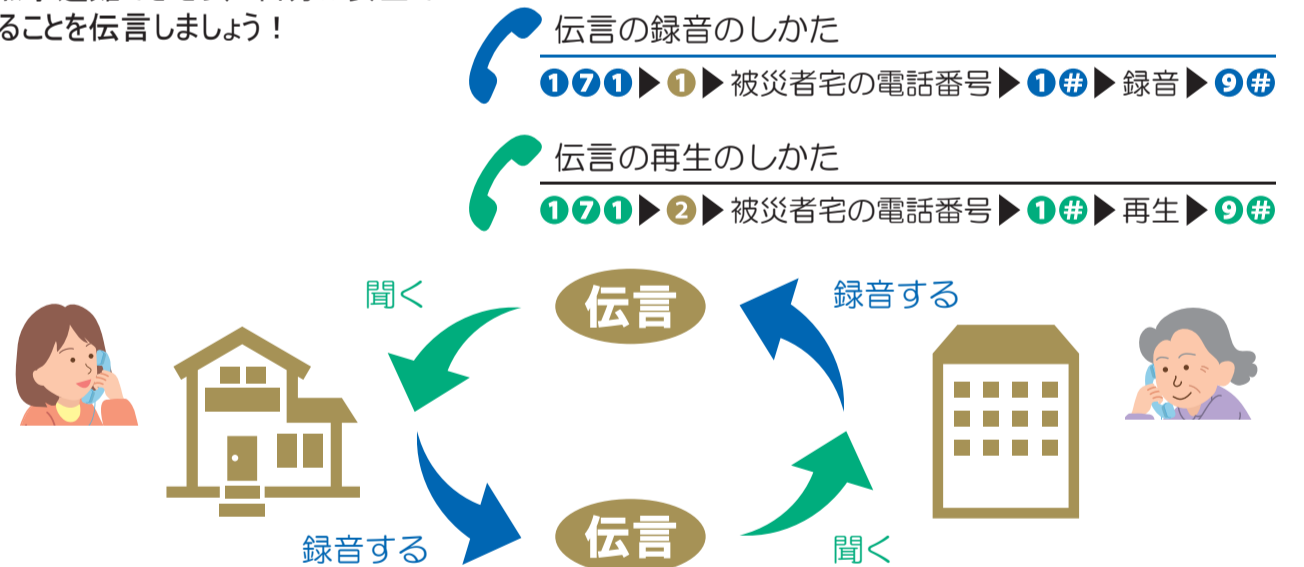 ることを伝言しましょう！
伝言の録音のしかた
171▶1▶被災者宅の電話番号▶1#▶録音▶9#
伝言の再生のしかた
171▶2▶被災者宅の電話番号▶1#▶再生▶9#
聞く
伝言
録音する
録音する
伝言
聞く